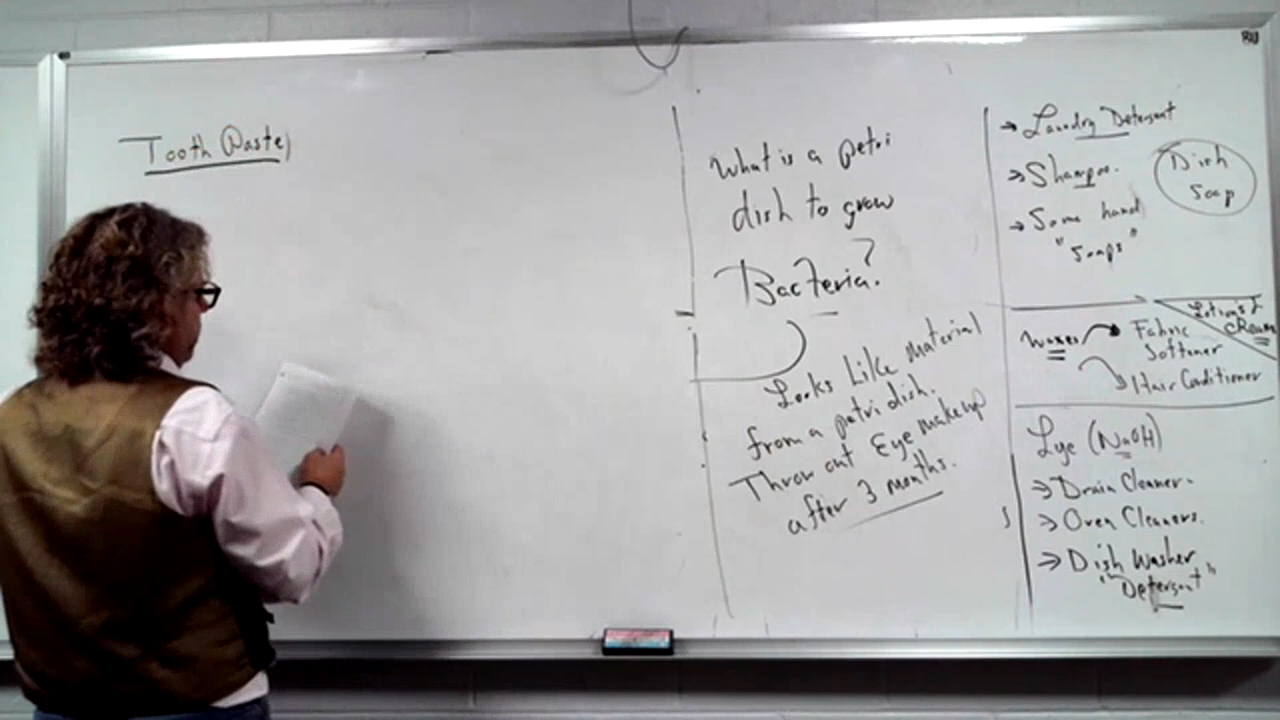 Tooth Paste
What is a petri
dish to grow
Bacteria?
Looks Like material
from a petri dish.
Throw out Eye makeup
after 3 months.
→ Laundry Detergent
⇒ Shampoo.
→ Some hand
"Soaps"
Dish
Soap
Waxes
Fabric
Softener
Hair Conditioner
Lotions &
Cream
Lye (NaOH)
⇒ Drain Cleaner.
⇒ Oven Cleaners.
⇒ Dish Washer
"Detergent"